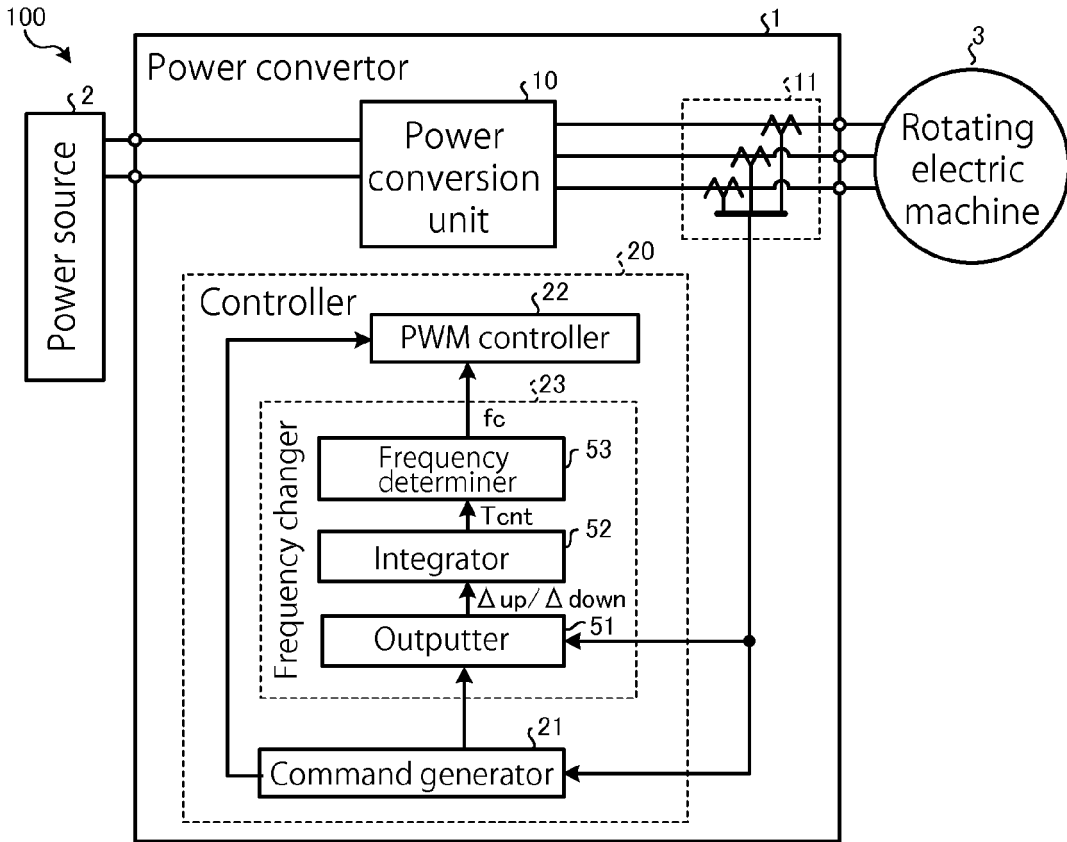 100
1
3
Power convertor
2
10
11
Power source
Power
conversion
unit
Rotating
electric
machine
20
Controller
22
PWM controller
23
fc
Frequency changer
Frequency
determiner
53
Tcnt
Integrator
52
Δup/Δdown
Outputter
51
21
Command generator